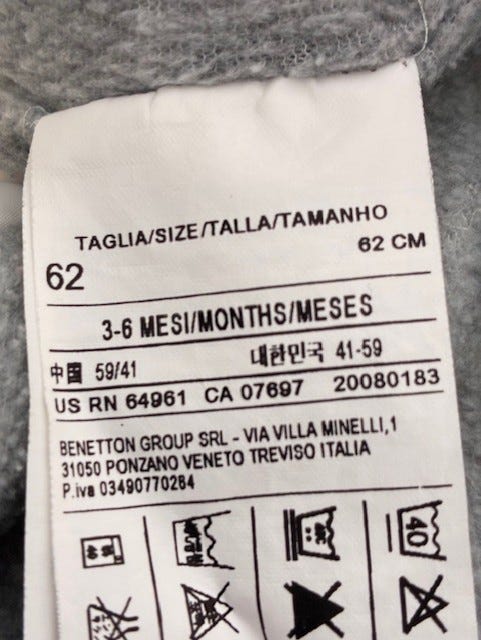 TAGLIA/SIZE/TALLA/TAMANHO
62 62 CM
3-6 MESI/MONTHS/MESES
中国 59/41 대한민국 41-59
US RN 64961 CA 07697 20080183
BENETTON GROUP SRL - VIA VILLA MINELLI,1
31050 PONZANO VENETO TREVISO ITALIA
P.iva 03490770264
40